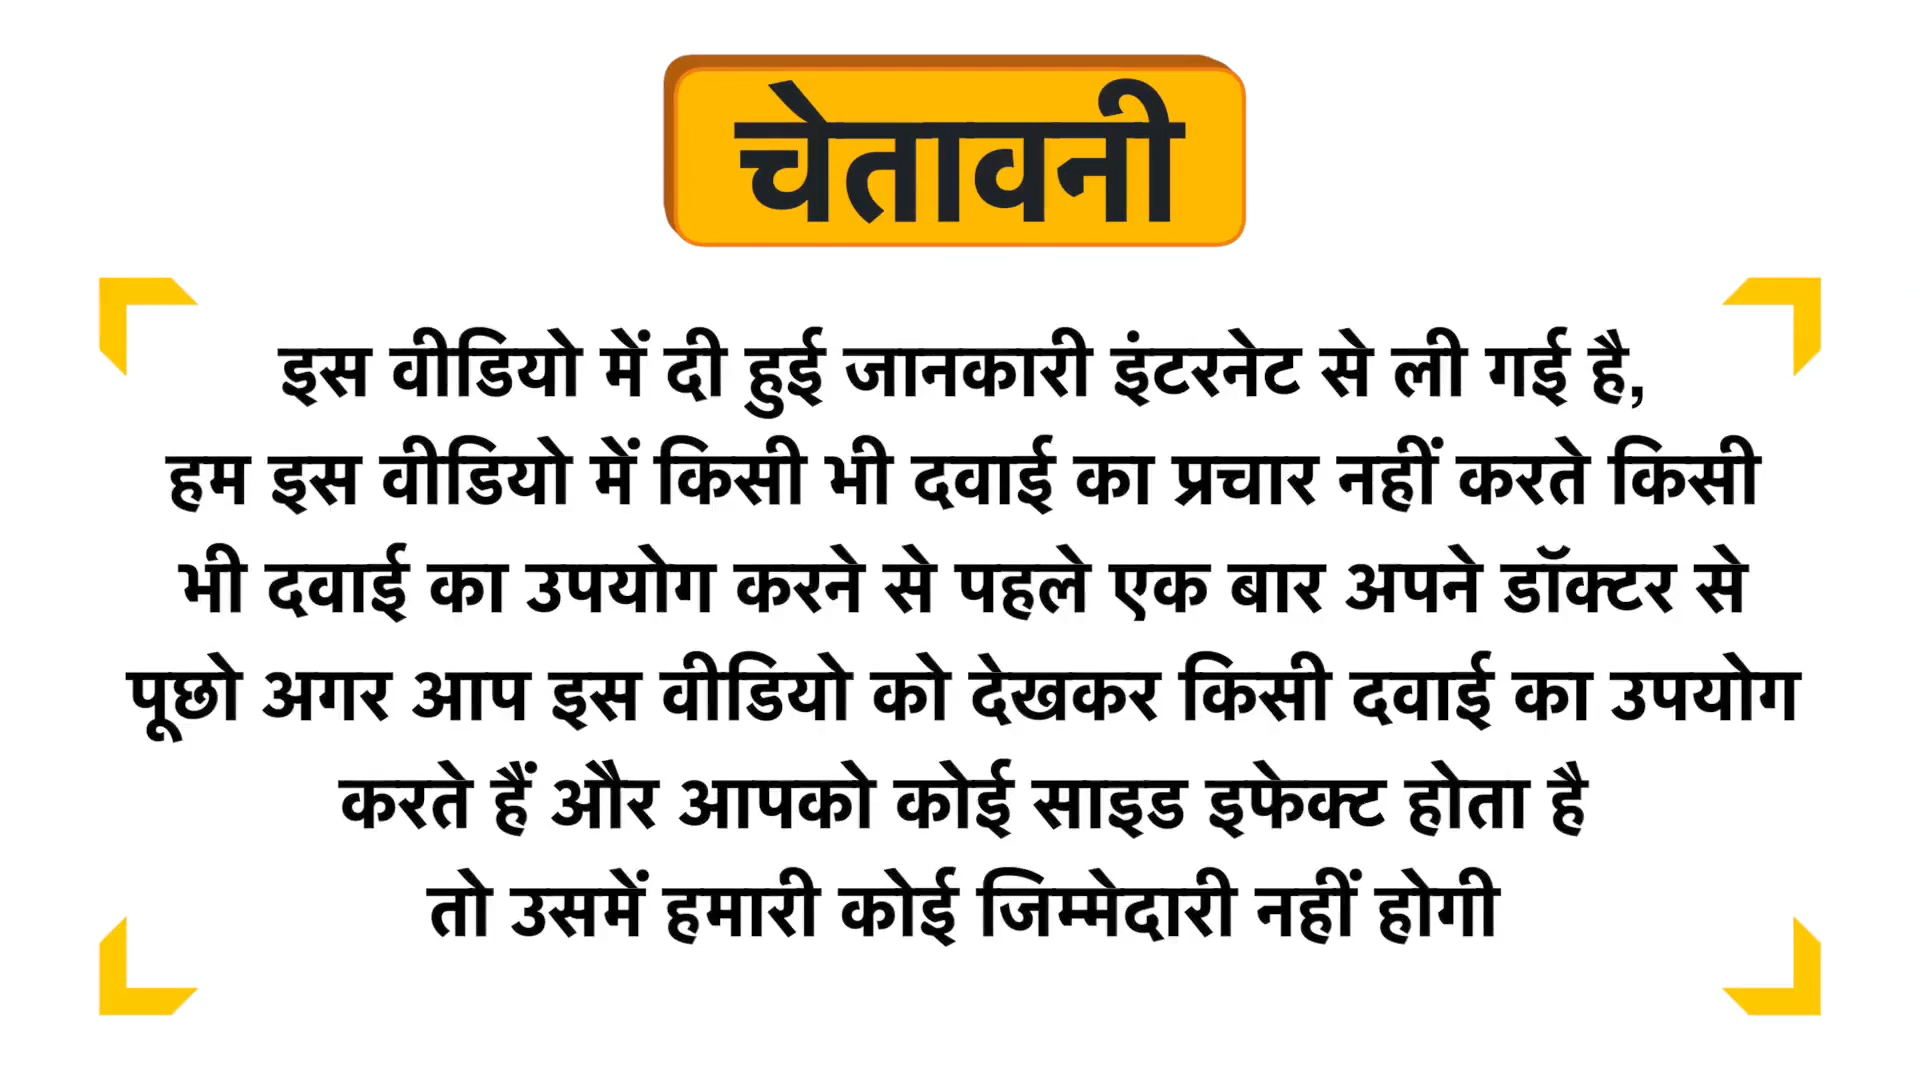 चेतावनी
इस वीडियो में दी हुई जानकारी इंटरनेट से ली गई है,
हम इस वीडियो में किसी भी दवाई का प्रचार नहीं करते किसी
भी दवाई का उपयोग करने से पहले एक बार अपने डॉक्टर से
पूछो अगर आप इस वीडियो को देखकर किसी दवाई का उपयोग
करते हैं और आपको कोई साइड इफेक्ट होता है
तो उसमें हमारी कोई जिम्मेदारी नहीं होगी